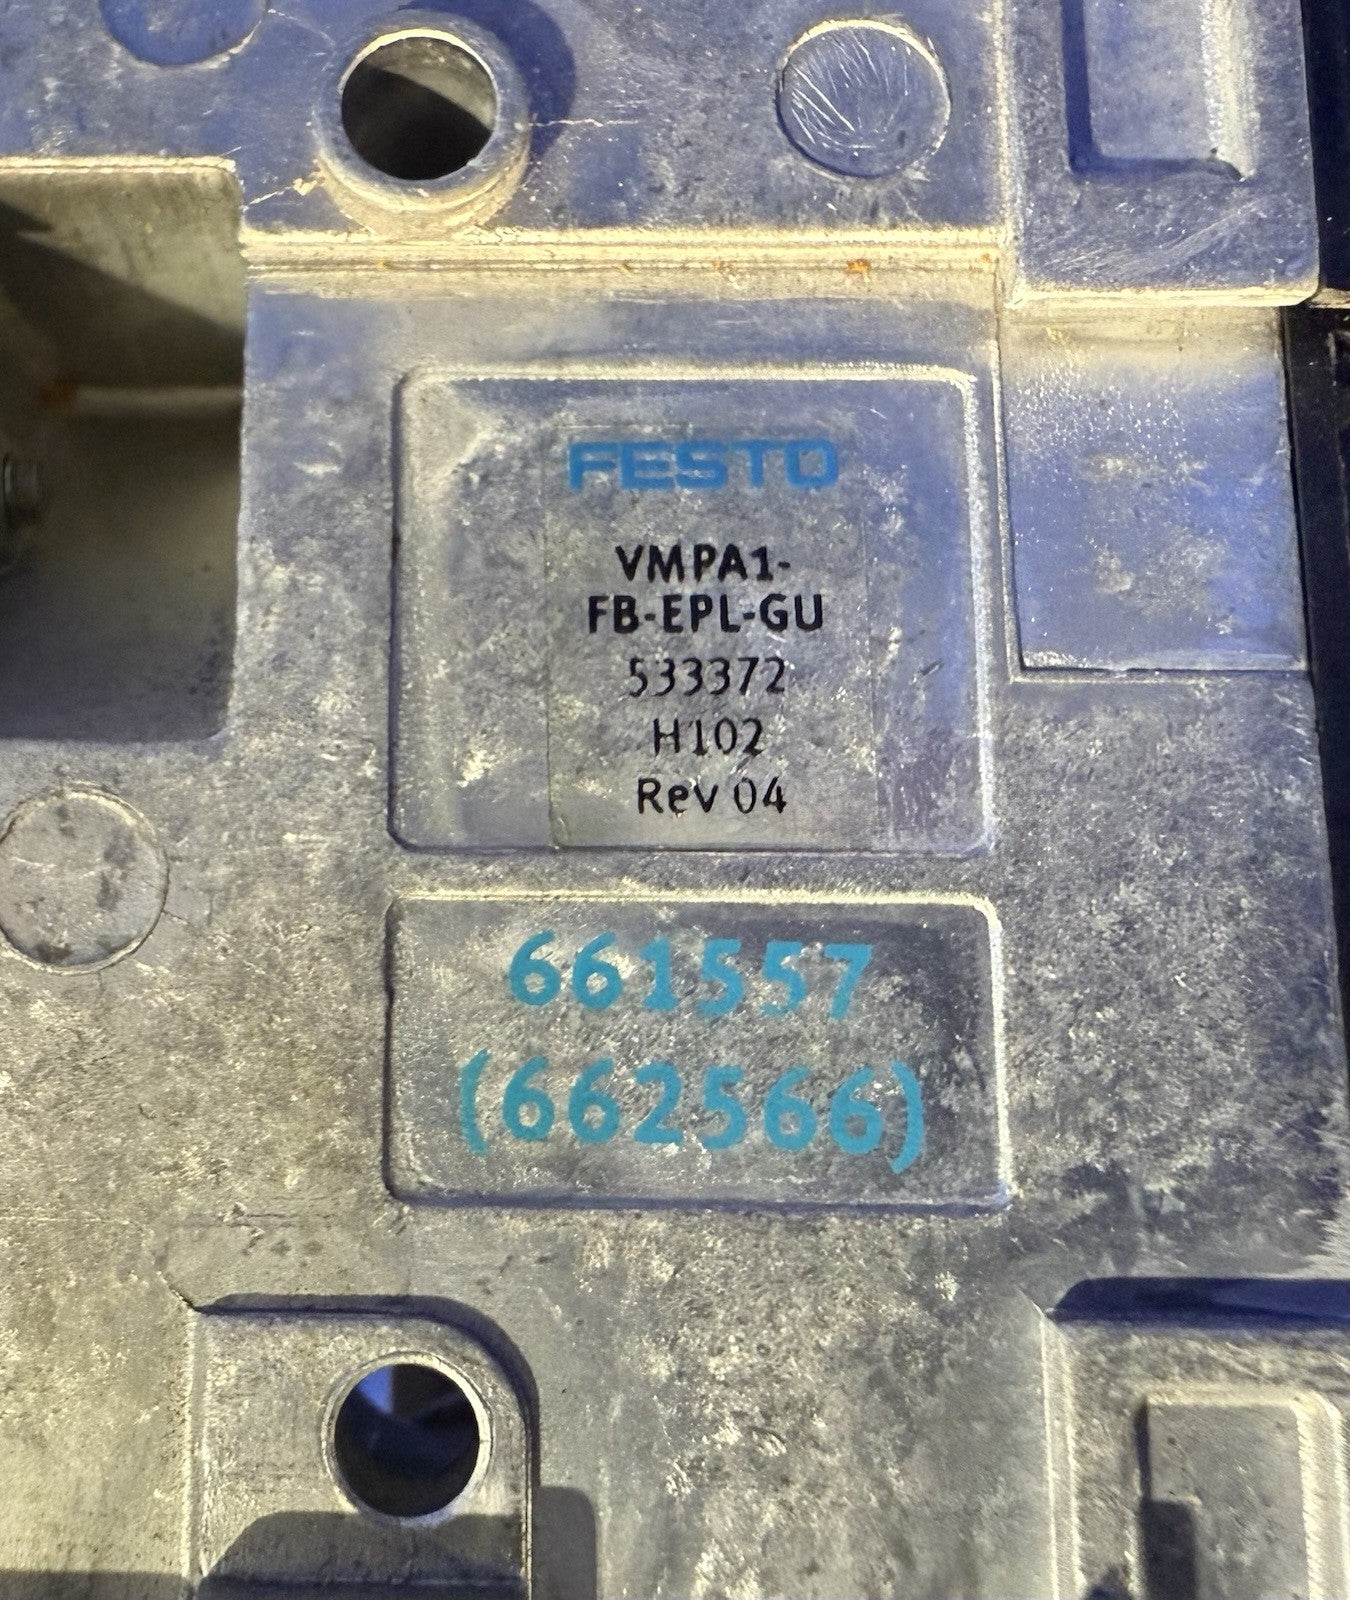 FESTO
VMPA1-
FB-EPL-GU
533372
H102
Rev 04
661557
(662566)